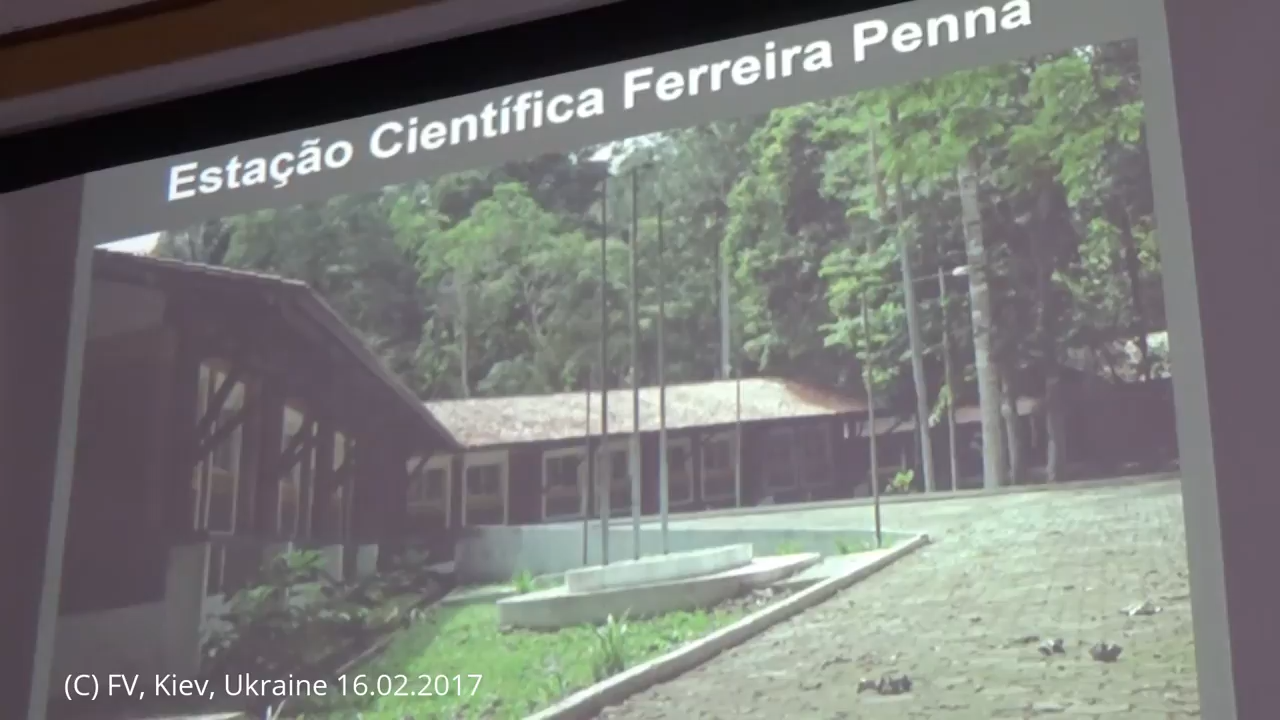 Estação Científica Ferreira Penna
(C) FV, Kiev, Ukraine 16.02.2017